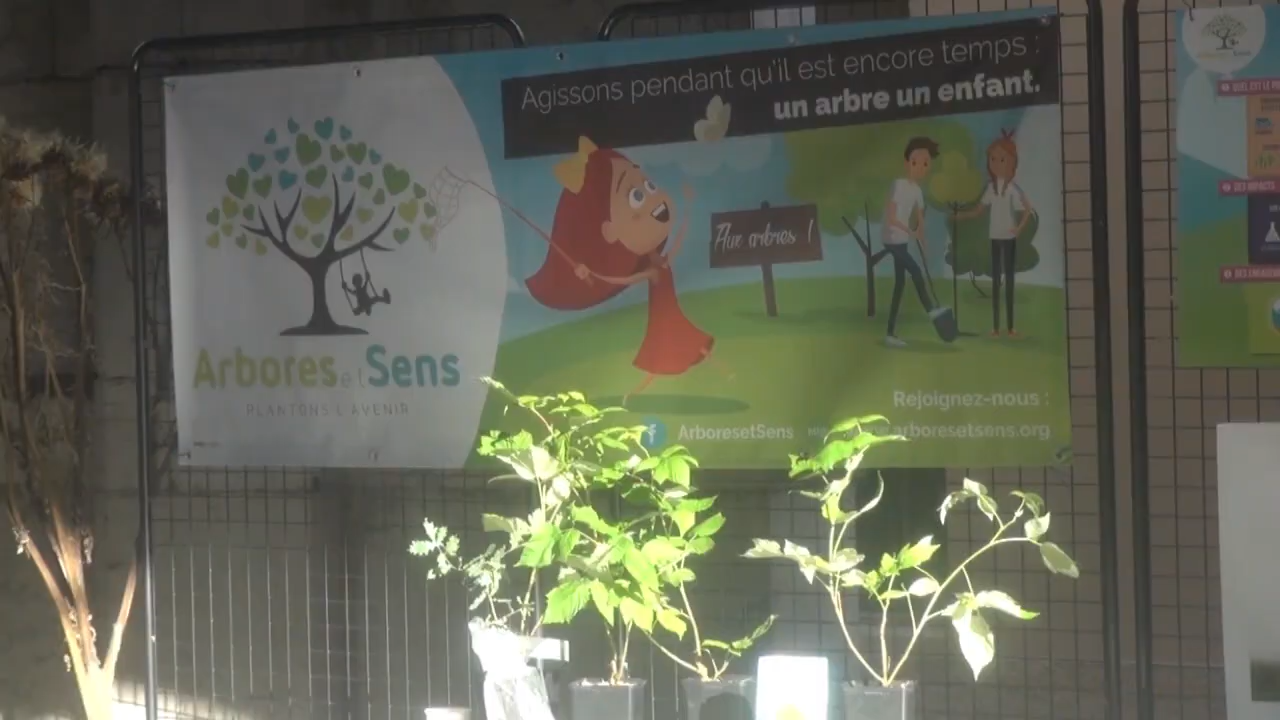 Agissons pendant qu'il est encore temps :
un arbre un enfant.
Aux arbres !
Arbores et Sens
PLANTONS L'AVENIR
Rejoignez-nous :
f ArboresetSens
www.arboresetsens.org